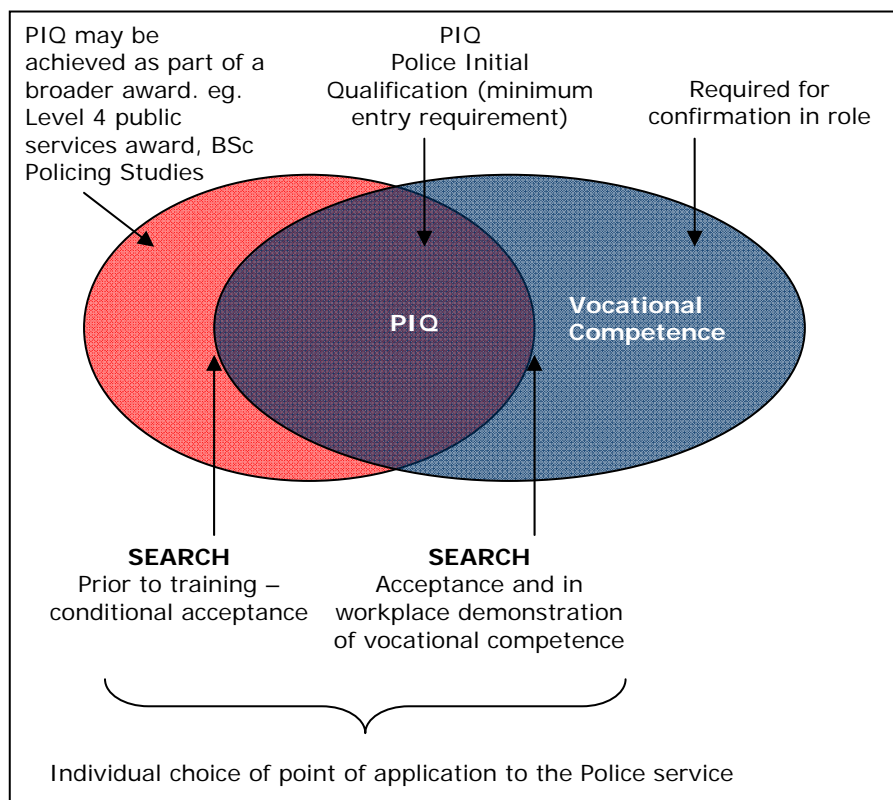 PIQ may be
achieved as part of a
broader award. eg.
Level 4 public
services award, BSc
Policing Studies
PIQ
Police Initial
Qualification (minimum
entry requirement)
Required for
confirmation in role
PIQ
Vocational
Competence
SEARCH
Prior to training –
conditional acceptance
SEARCH
Acceptance and in
workplace demonstration
of vocational competence
Individual choice of point of application to the Police service